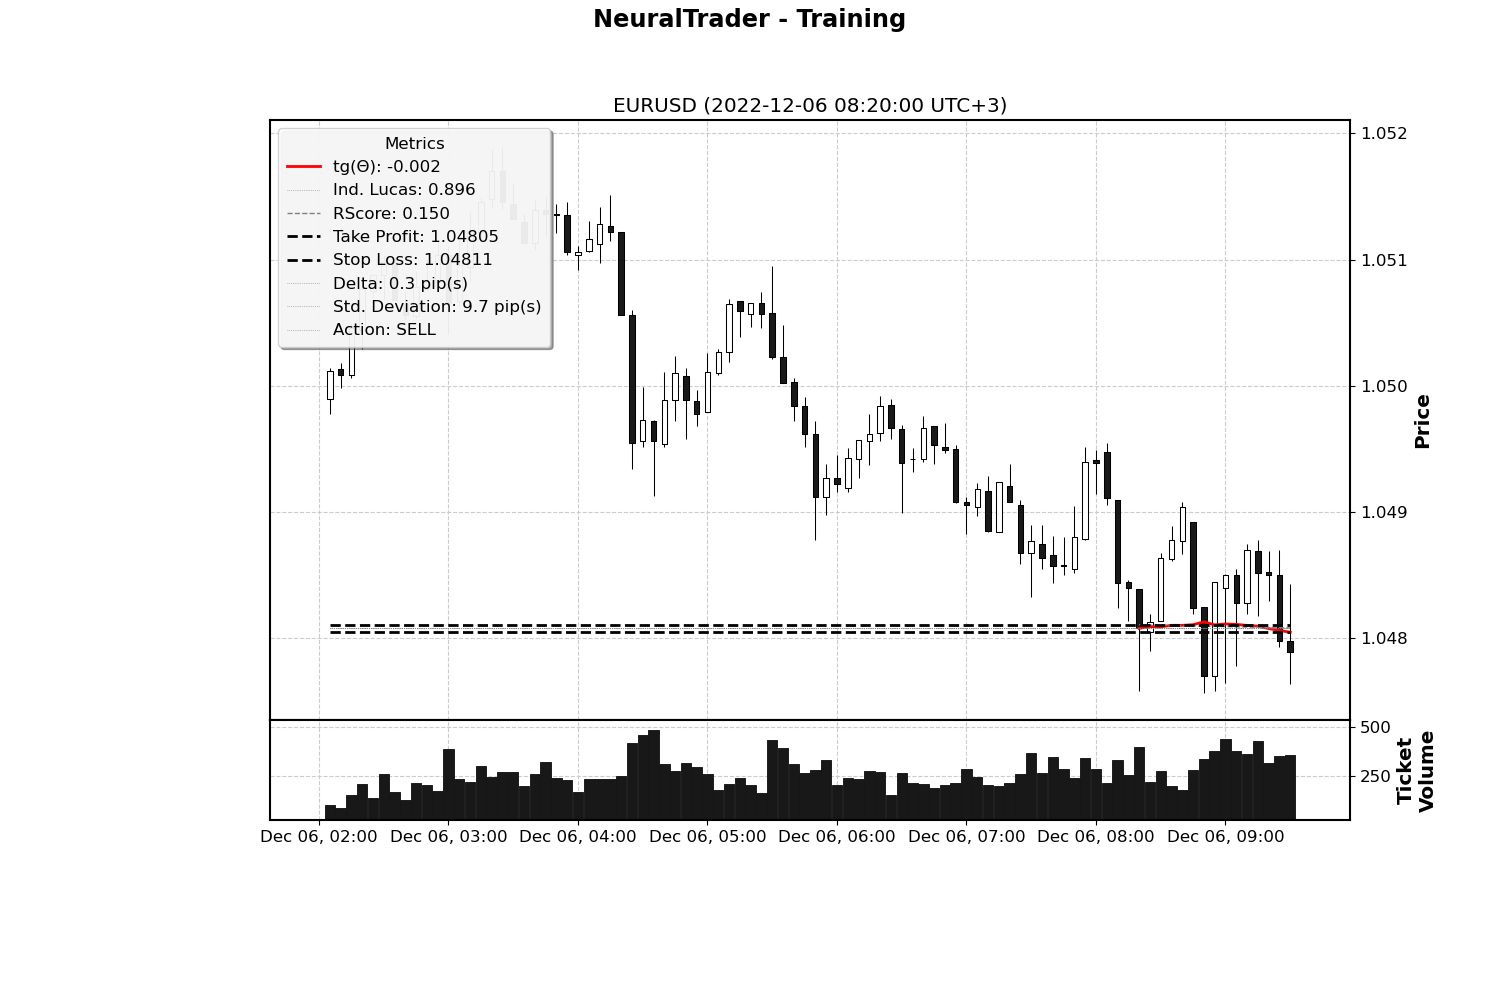 NeuralTrader - Training
EURUSD (2022-12-06 08:20:00 UTC+3)
Metrics
tg(Θ): -0.002
Ind. Lucas: 0.896
RScore: 0.150
Take Profit: 1.04805
Stop Loss: 1.04811
Delta: 0.3 pip(s)
Std. Deviation: 9.7 pip(s)
Action: SELL
1.052
1.051
1.050
1.049
1.048
Price
500
250
Ticket
Volume
Dec 06, 02:00 Dec 06, 03:00 Dec 06, 04:00 Dec 06, 05:00 Dec 06, 06:00 Dec 06, 07:00 Dec 06, 08:00 Dec 06, 09:00